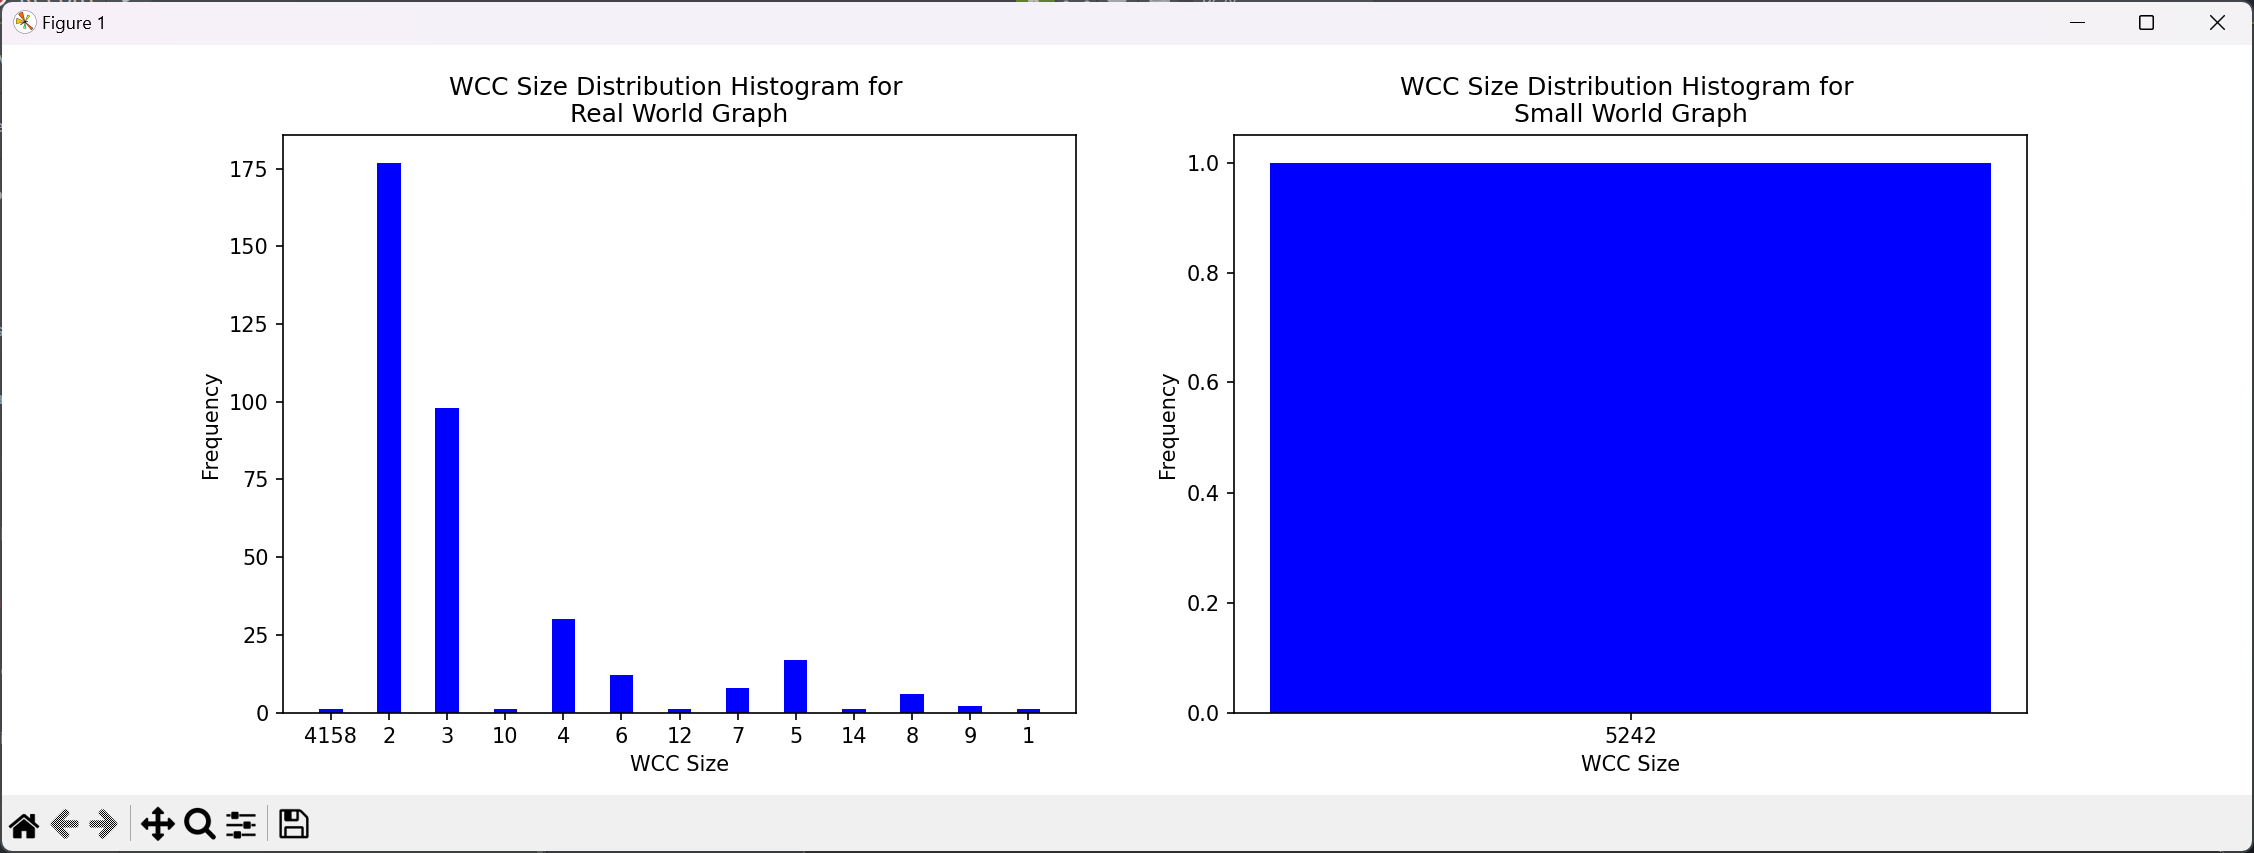 Figure 1
WCC Size Distribution Histogram for
Real World Graph
175
150
125
100
75
50
25
0
Frequency
4158 2 3 10 4 6 12 7 5 14 8 9 1
WCC Size
WCC Size Distribution Histogram for
Small World Graph
1.0
0.8
0.6
0.4
0.2
0.0
Frequency
5242
WCC Size